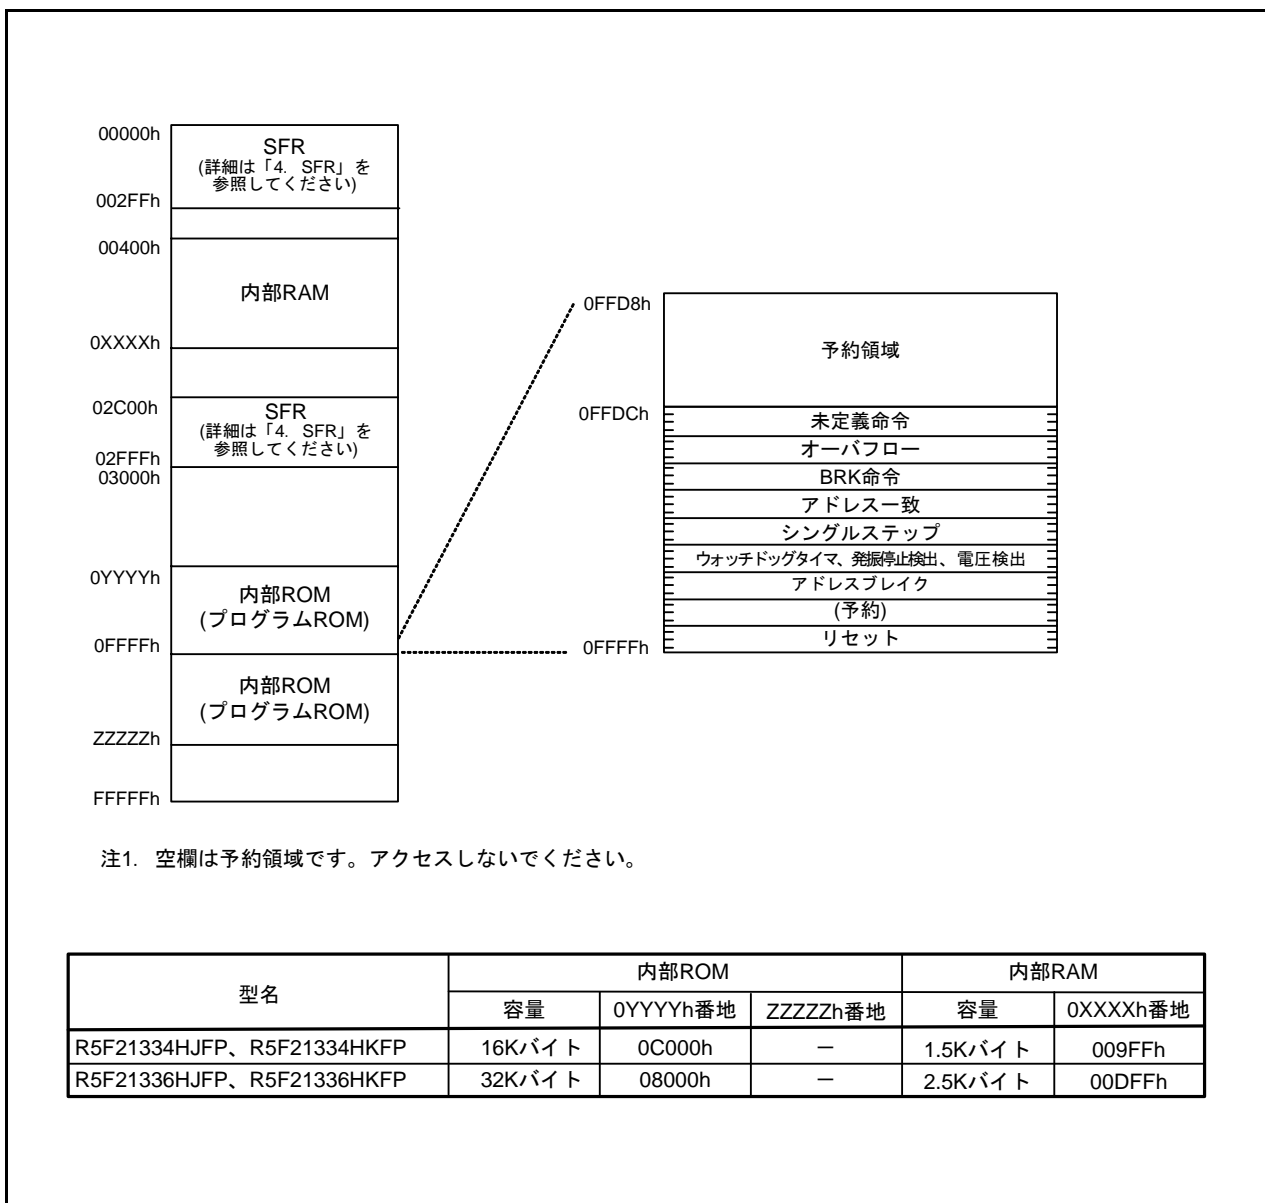 00000h
SFR
(詳細は「4. SFR」を
参照してください)
002FFh
00400h
内部RAM
0XXXXh
02C00h
SFR
(詳細は「4. SFR」を
参照してください)
02FFFh
03000h
0YYYYh
内部ROM
(プログラムROM)
0FFFFh
内部ROM
(プログラムROM)
ZZZZZh
FFFFFh
0FFD8h
予約領域
0FFDCh
未定義命令
オーバフロー
BRK命令
アドレス一致
シングルステップ
ウォッチドッグタイマ、発振停止検出、電圧検出
アドレスブレイク
(予約)
0FFFFh リセット
注1. 空欄は予約領域です。アクセスしないでください。
型名 内部ROM 内部RAM
容量 0YYYYh番地 ZZZZZh番地 容量 0XXXXh番地
R5F21334HJFP、R5F21334HKFP 16Kバイト 0C000h － 1.5Kバイト 009FFh
R5F21336HJFP、R5F21336HKFP 32Kバイト 08000h － 2.5Kバイト 00DFFh